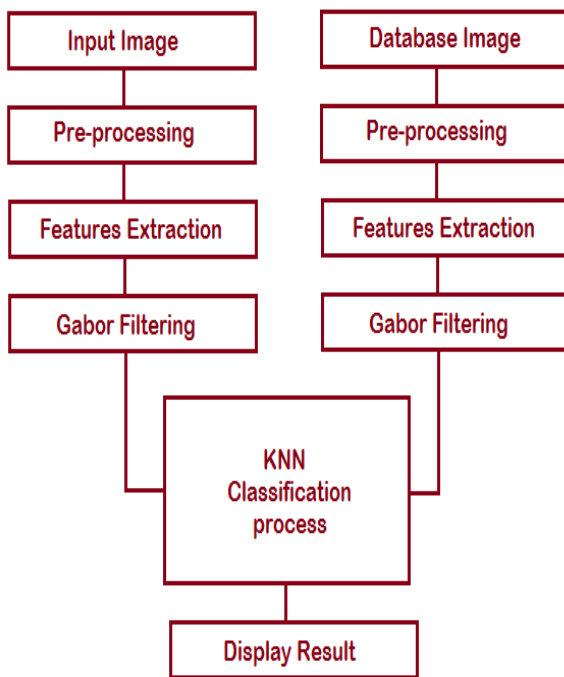 Input Image
Database Image
Pre-processing
Pre-processing
Features Extraction
Features Extraction
Gabor Filtering
Gabor Filtering
KNN
Classification
process
Display Result